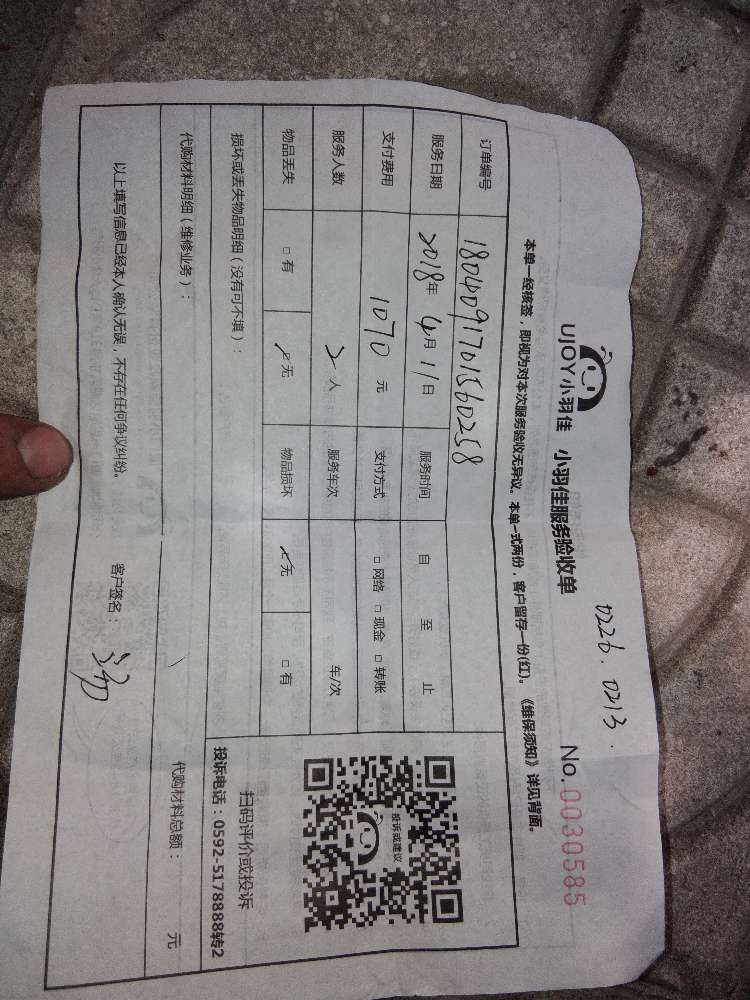 0226.0213.
UJOY小羽佳 小羽佳服务验收单 No.0030585
本单一经核签，即视为对本次服务验收无异议。本单一式两份，客户留存一份(红)。《维保须知》详见背面。
订单编号 1804091701560258
服务日期 2018年4月11日 服务时间 自 至 止
支付费用 1070元 支付方式 □网络 □现金 □转账
服务人数 2人 服务车次 车/次
物品丢失 □有 ✓无 物品损坏 ✓无 □有
损坏或丢失物品明细（没有可不填）：
代购材料明细（维修业务）： 代购材料总额： 元
以上填写信息已经本人确认无误，不存在任何争议纠纷。 客户签名：
投诉或建议
扫码评价或投诉
投诉电话：0592-5178888转2